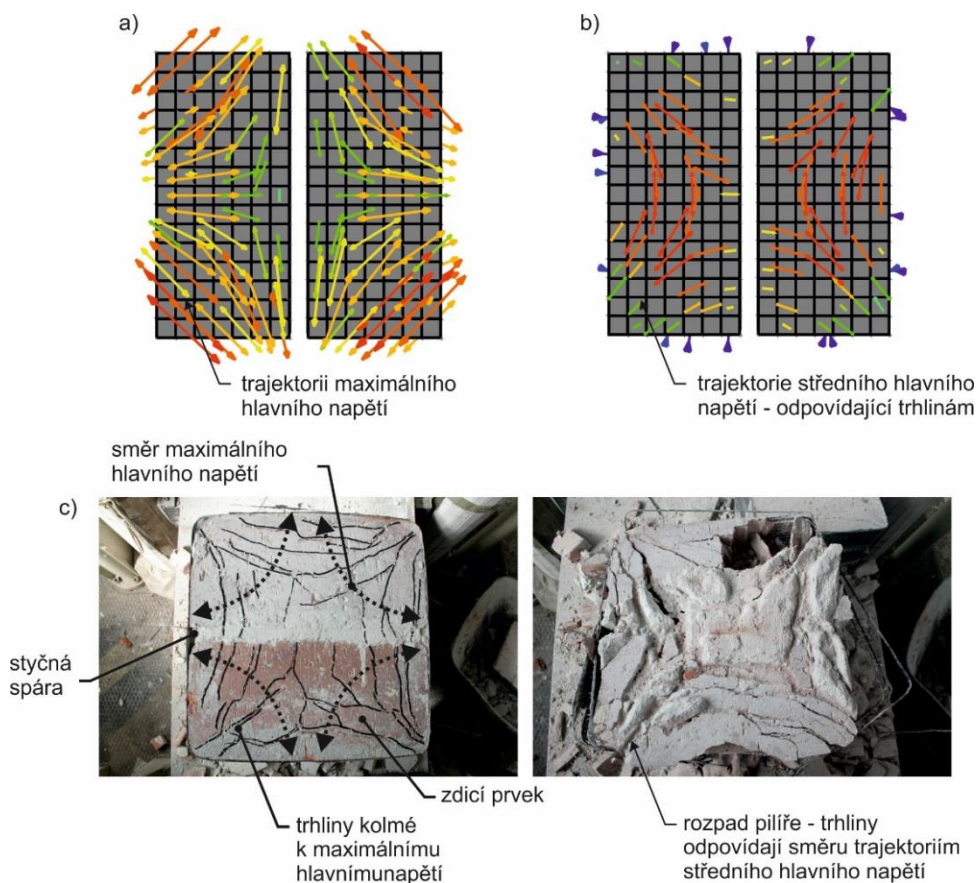 a)
b)
trajektorii maximálního
hlavního napětí
trajektorie středního hlavního
napětí - odpovídající trhlinám
směr maximálního
hlavního napětí
c)
styčná
spára
zdicí prvek
trhliny kolmé
k maximálnímu
hlavnímunapětí
rozpad pilíře - trhliny
odpovídají směru trajektoriím
středního hlavního napětí